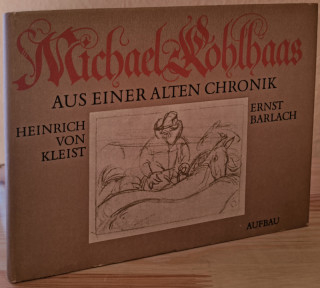 Michael Kohlhaas
AUS EINER ALTEN CHRONIK
HEINRICH
VON
KLEIST
ERNST
BARLACH
AUFBAU